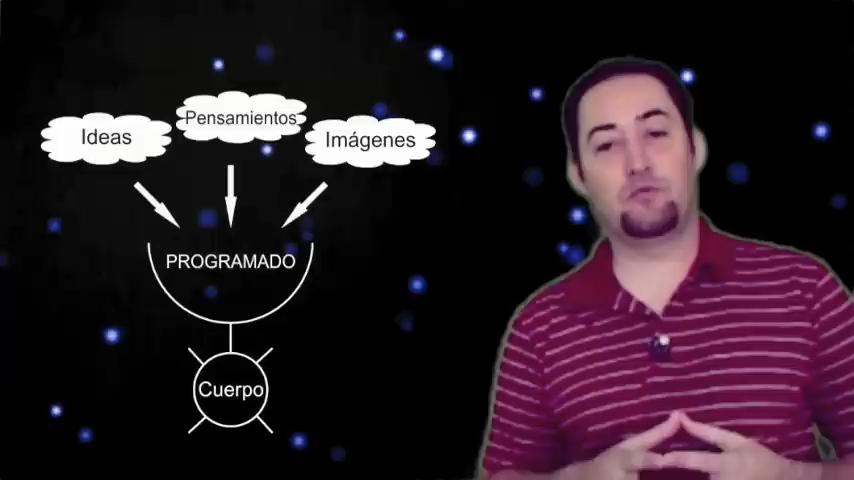 Ideas
Pensamientos
Imágenes
PROGRAMADO
Cuerpo